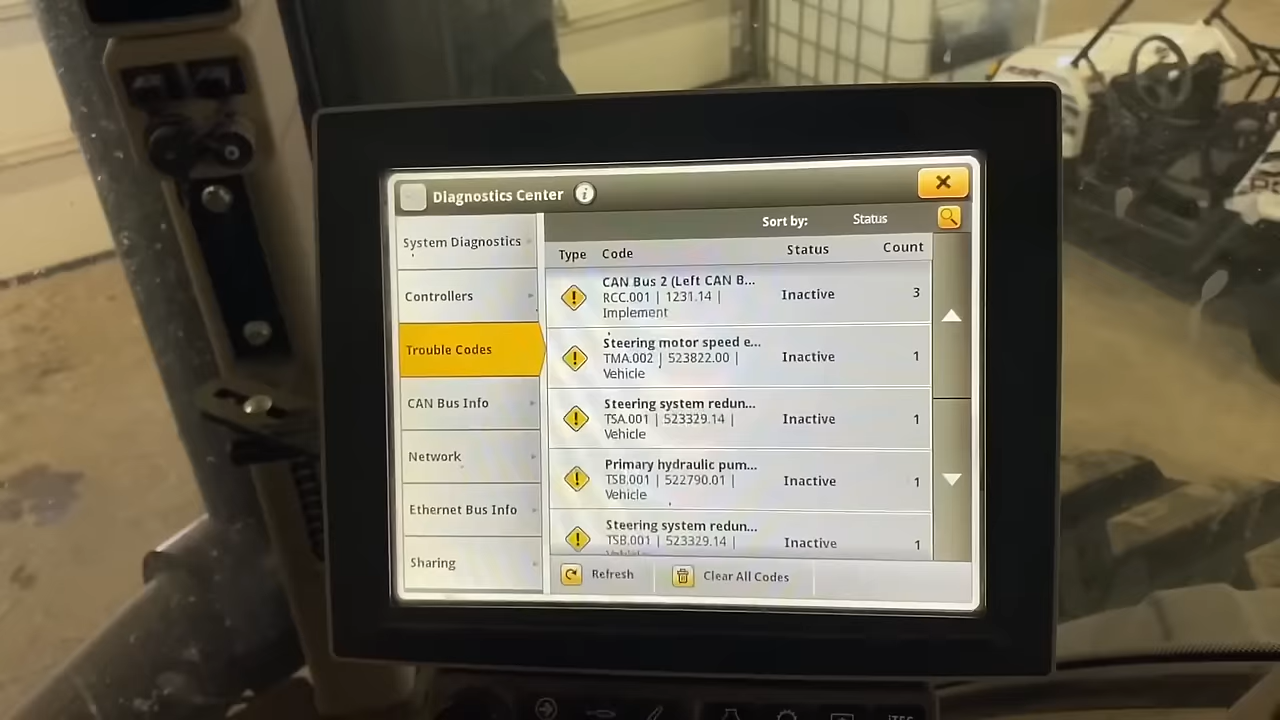 Diagnostics Center
Sort by: Status
System Diagnostics
Controllers
Trouble Codes
CAN Bus Info
Network
Ethernet Bus Info
Sharing
Type Code Status Count
CAN Bus 2 (Left CAN B...
RCC.001 | 1231.14 |
Implement
Inactive 3
Steering motor speed e...
TMA.002 | 523822.00 |
Vehicle
Inactive 1
Steering system redun...
TSA.001 | 523329.14 |
Vehicle
Inactive 1
Primary hydraulic pum...
TSB.001 | 522790.01 |
Vehicle
Inactive 1
Steering system redun...
TSB.001 | 523329.14 |
Inactive 1
Refresh
Clear All Codes